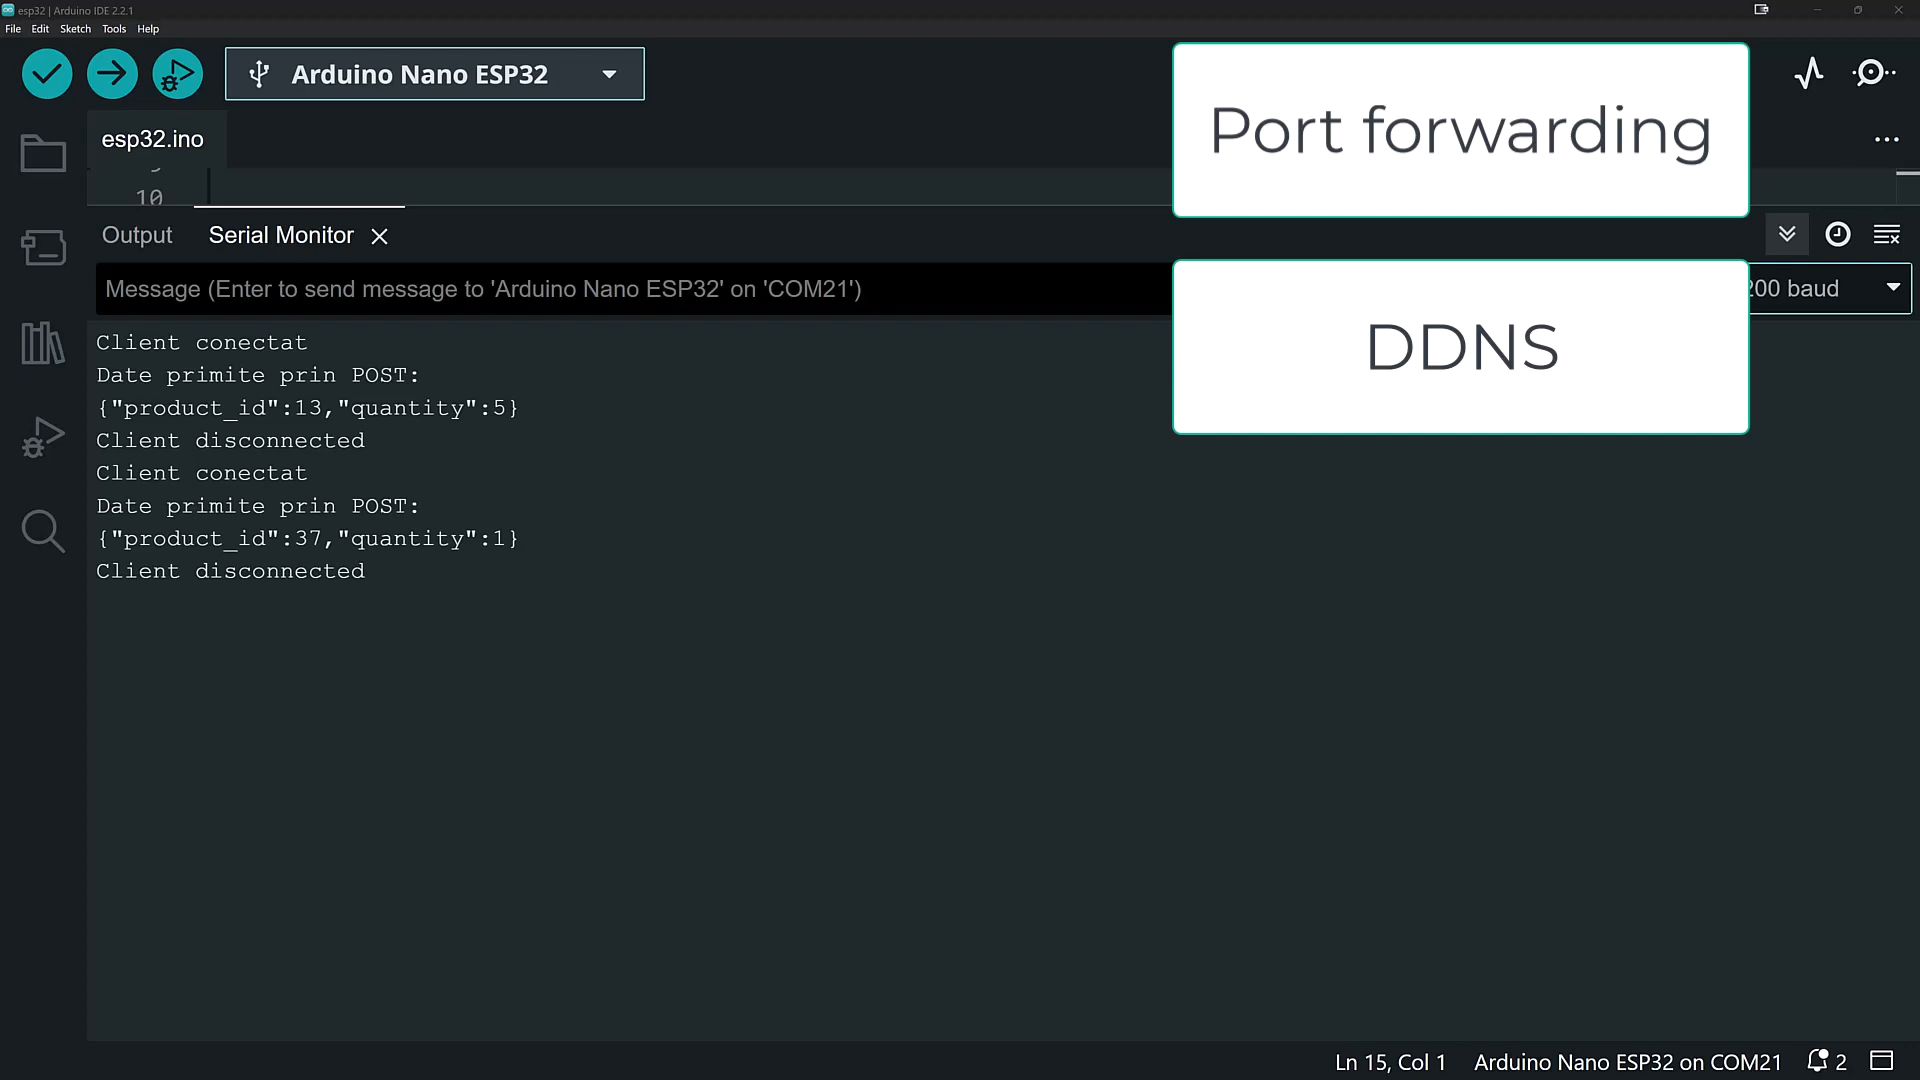 esp32 | Arduino IDE 2.2.1
File Edit Sketch Tools Help
Arduino Nano ESP32
Port forwarding
esp32.ino
10
Output Serial Monitor
Message (Enter to send message to 'Arduino Nano ESP32' on 'COM21')
200 baud
DDNS
Client conectat
Date primite prin POST:
{"product_id":13,"quantity":5}
Client disconnected
Client conectat
Date primite prin POST:
{"product_id":37,"quantity":1}
Client disconnected
Ln 15, Col 1 Arduino Nano ESP32 on COM21 2